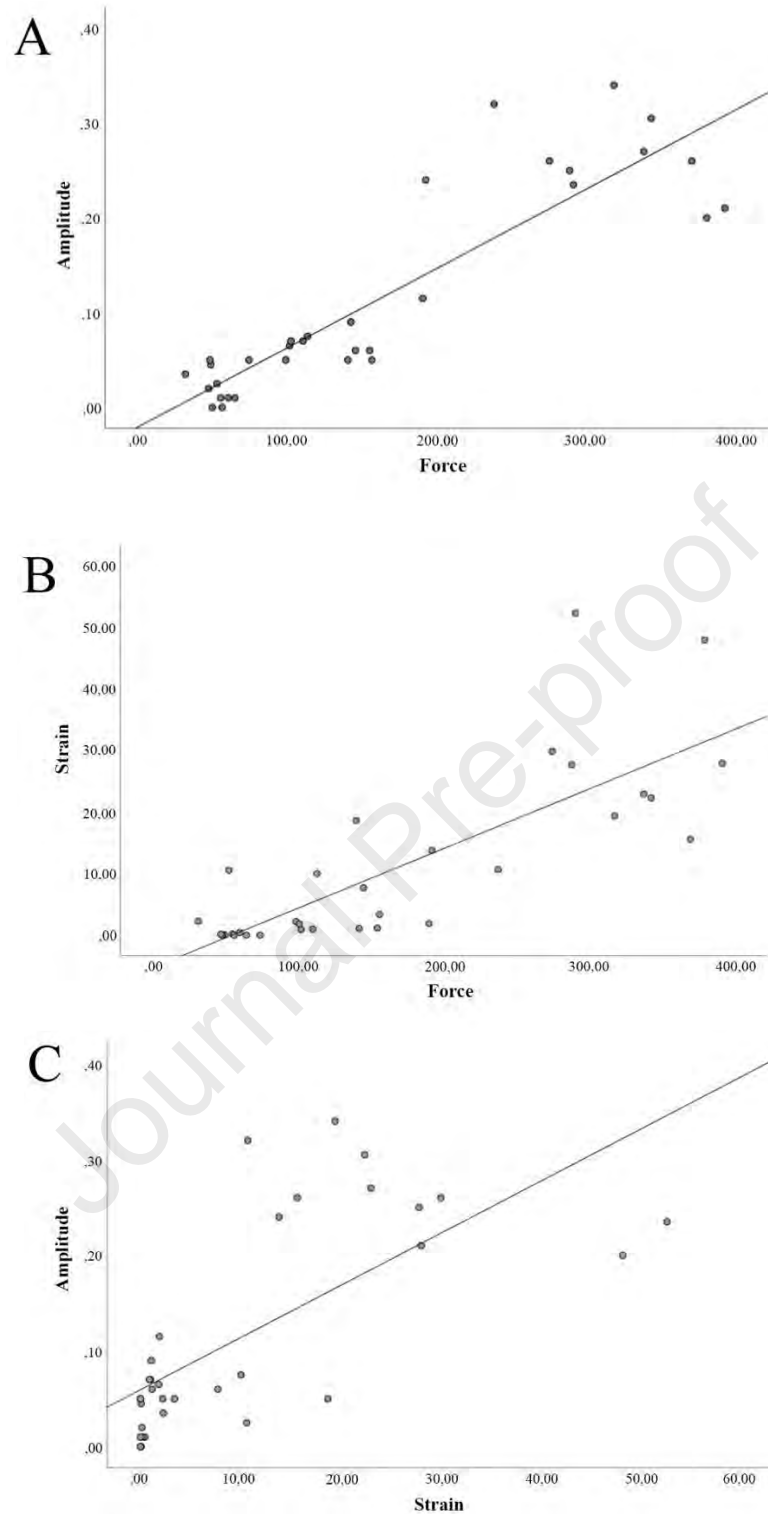 A
,40
,30
,20
,10
,00
Amplitude
,00 100,00 200,00 300,00 400,00
Force
B
60,00
50,00
40,00
30,00
20,00
10,00
,00
Strain
,00 100,00 200,00 300,00 400,00
Force
C
,40
,30
,20
,10
,00
Amplitude
,00 10,00 20,00 30,00 40,00 50,00 60,00
Strain
Journal Pre-proof